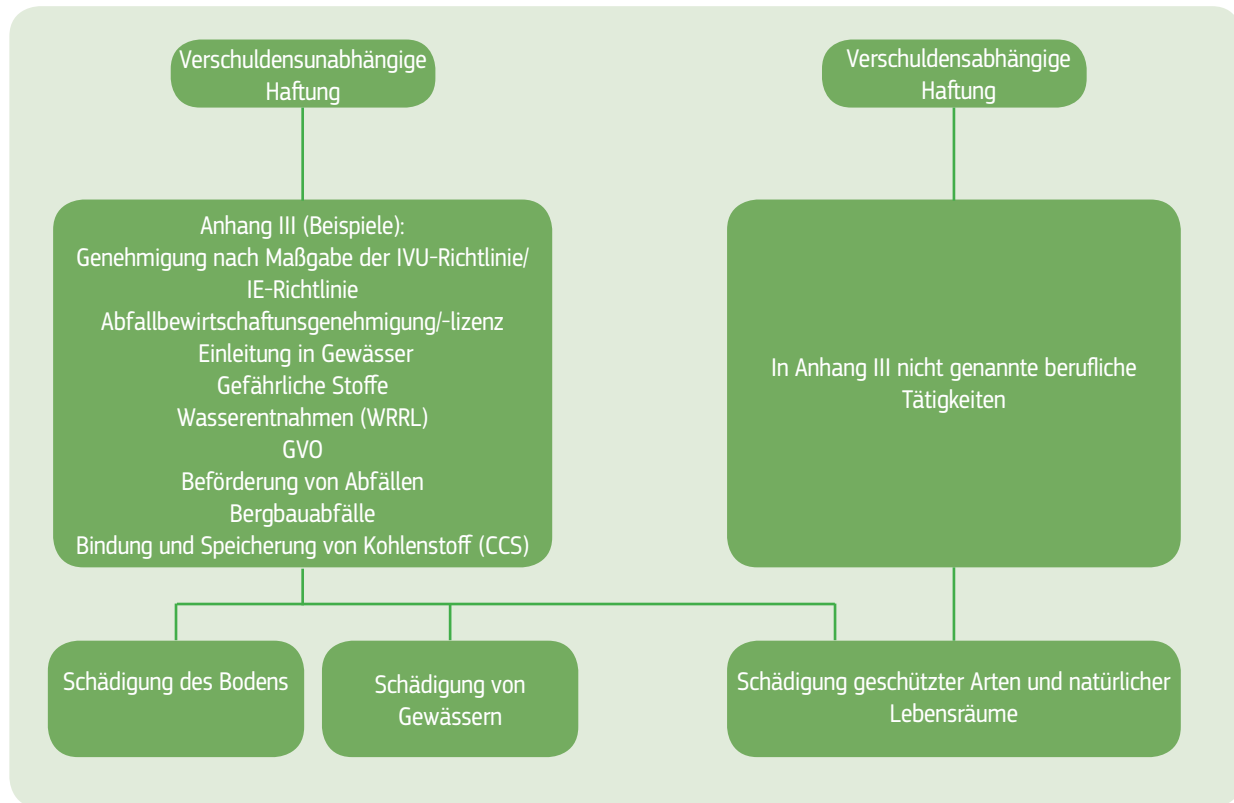 Verschuldensunabhängige
Haftung
Verschuldensabhängige
Haftung
Anhang III (Beispiele):
Genehmigung nach Maßgabe der IVU-Richtlinie/
IE-Richtlinie
Abfallbewirtschaftunsgenehmigung/-lizenz
Einleitung in Gewässer
Gefährliche Stoffe
Wasserentnahmen (WRRL)
GVO
Beförderung von Abfällen
Bergbauabfälle
Bindung und Speicherung von Kohlenstoff (CCS)
In Anhang III nicht genannte berufliche
Tätigkeiten
Schädigung des Bodens
Schädigung von
Gewässern
Schädigung geschützter Arten und natürlicher
Lebensräume